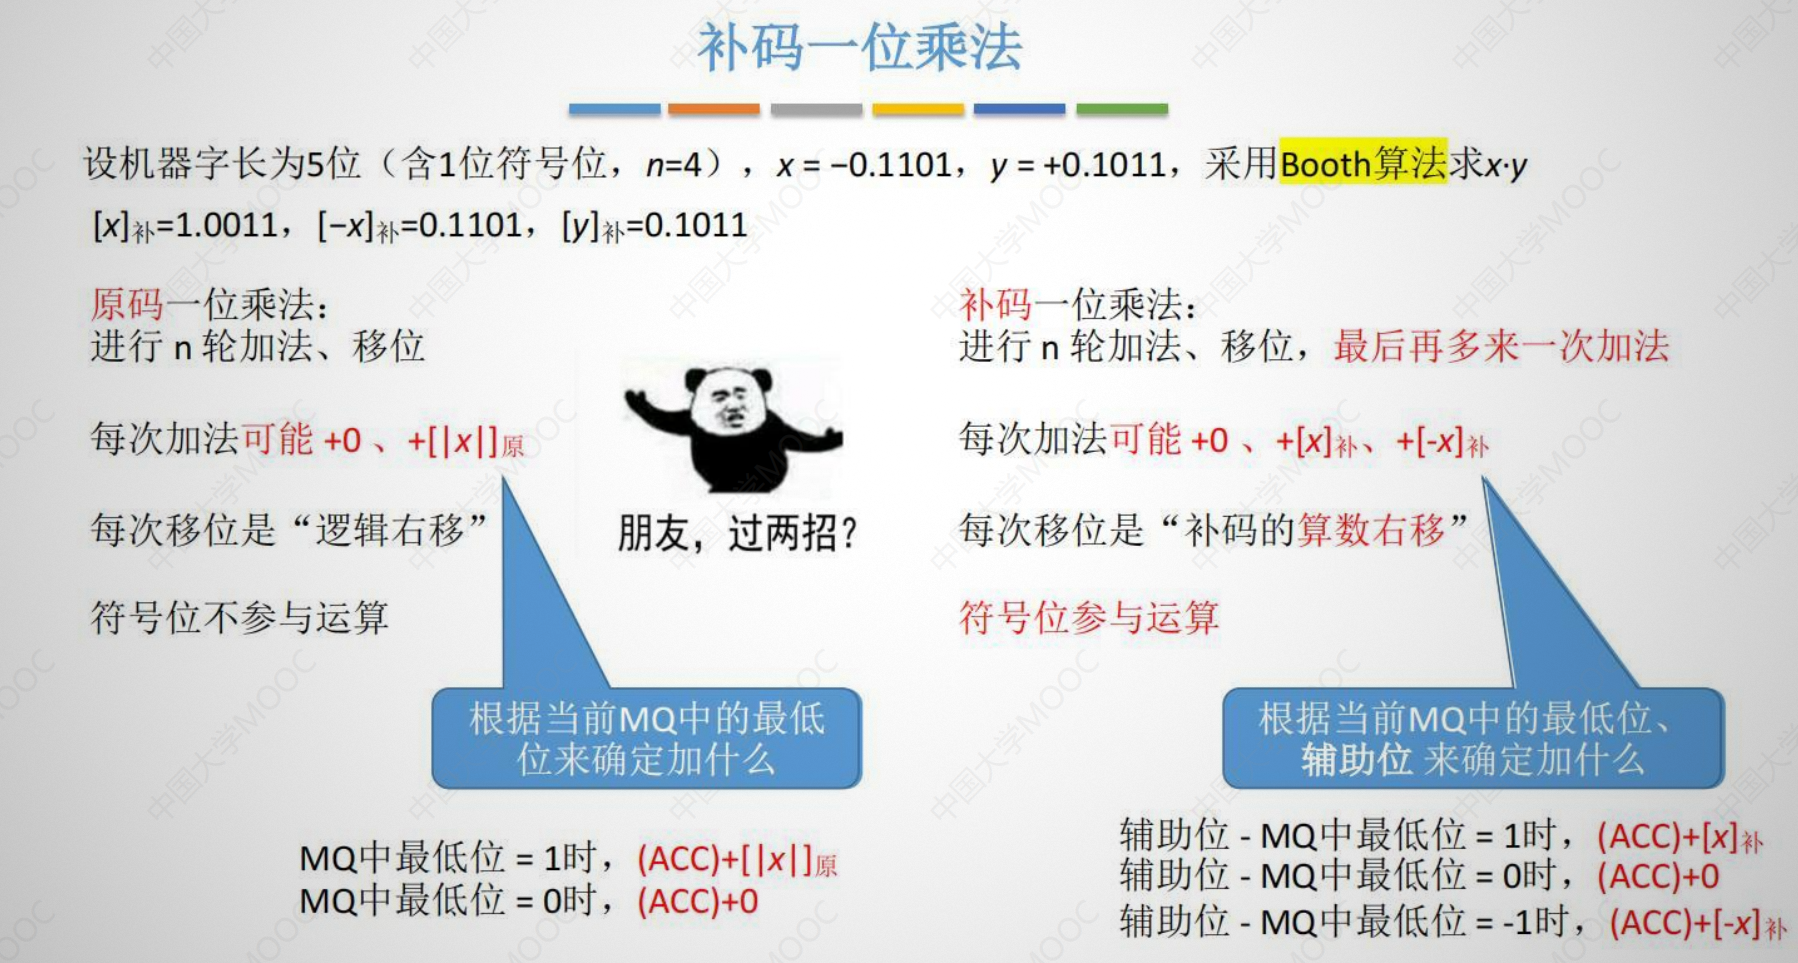 补码一位乘法
设机器字长为5位（含1位符号位，n=4），x = −0.1101，y = +0.1011，采用Booth算法求x·y
[x]补=1.0011，[−x]补=0.1101，[y]补=0.1011
原码一位乘法：
进行 n 轮加法、移位
每次加法可能 +0 、+[|x|]原
每次移位是“逻辑右移”
符号位不参与运算
根据当前MQ中的最低
位来确定加什么
MQ中最低位 = 1时，(ACC)+[|x|]原
MQ中最低位 = 0时，(ACC)+0
朋友，过两招？
补码一位乘法：
进行 n 轮加法、移位，最后再多来一次加法
每次加法可能 +0 、+[x]补、+[-x]补
每次移位是“补码的算数右移”
符号位参与运算
根据当前MQ中的最低位、
辅助位 来确定加什么
辅助位 - MQ中最低位 = 1时，(ACC)+[x]补
辅助位 - MQ中最低位 = 0时，(ACC)+0
辅助位 - MQ中最低位 = -1时，(ACC)+[-x]补
中国大学MOOC